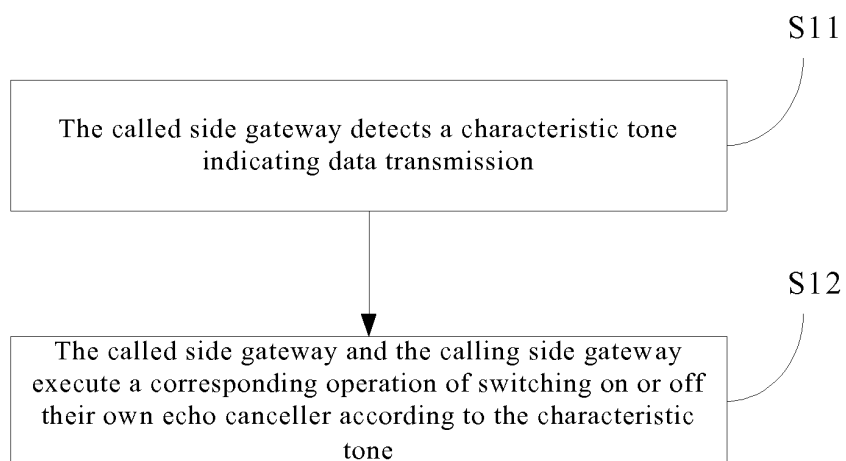 S11
The called side gateway detects a characteristic tone
indicating data transmission
S12
The called side gateway and the calling side gateway
execute a corresponding operation of switching on or off
their own echo canceller according to the characteristic
tone